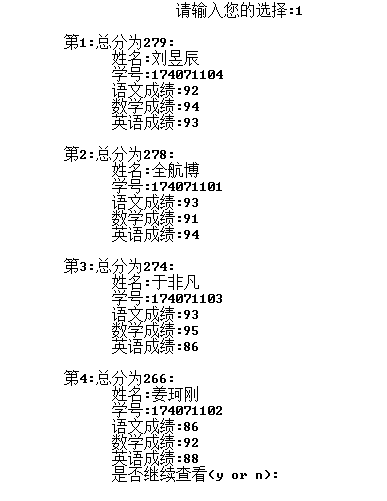 请输入您的选择:1
第1:总分为279:
姓名:刘昱辰
学号:174071104
语文成绩:92
数学成绩:94
英语成绩:93
第2:总分为278:
姓名:全航博
学号:174071101
语文成绩:93
数学成绩:91
英语成绩:94
第3:总分为274:
姓名:于非凡
学号:174071103
语文成绩:93
数学成绩:95
英语成绩:86
第4:总分为266:
姓名:姜珂刚
学号:174071102
语文成绩:86
数学成绩:92
英语成绩:88
是否继续查看(y or n):